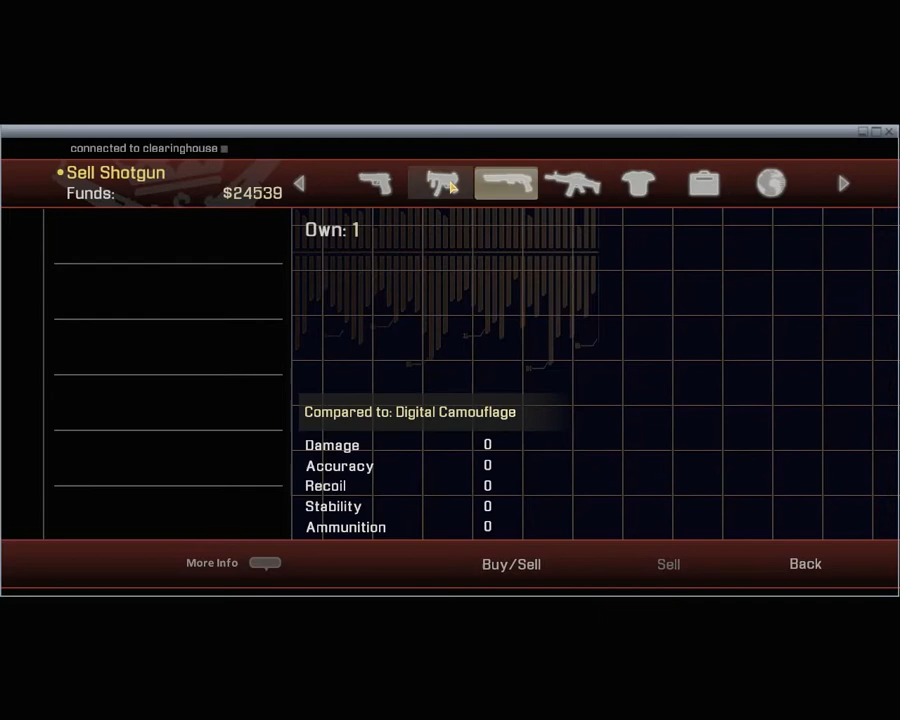 connected to clearinghouse
Sell Shotgun
Funds: $24539
Own: 1
Compared to: Digital Camouflage
Damage 0
Accuracy 0
Recoil 0
Stability 0
Ammunition 0
More Info Buy/Sell Sell Back